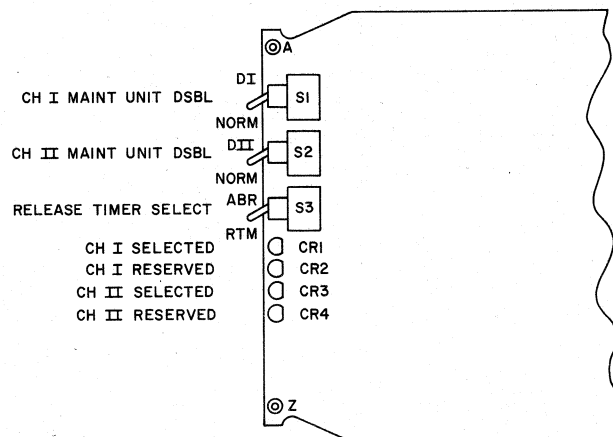 A
DI
CH I MAINT UNIT DSBL
S1
NORM
DII
CH II MAINT UNIT DSBL
S2
NORM
ABR
RELEASE TIMER SELECT
S3
RTM
CH I SELECTED CR1
CH I RESERVED CR2
CH II SELECTED CR3
CH II RESERVED CR4
Z